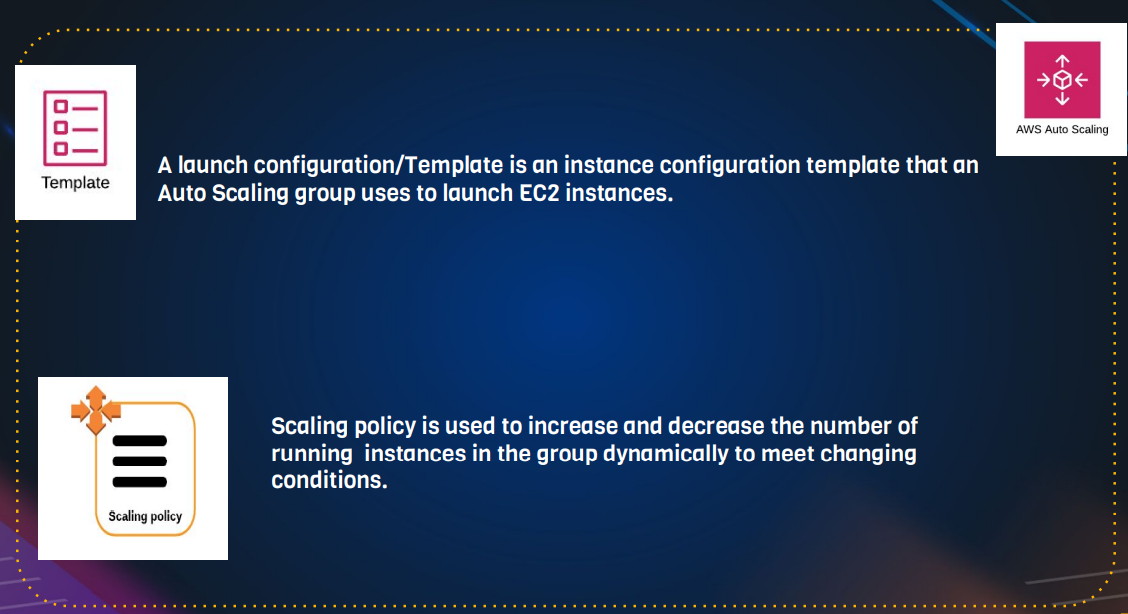 AWS Auto Scaling
Template
A launch configuration/Template is an instance configuration template that an
Auto Scaling group uses to launch EC2 instances.
Scaling policy is used to increase and decrease the number of
running  instances in the group dynamically to meet changing
conditions.
Scaling policy